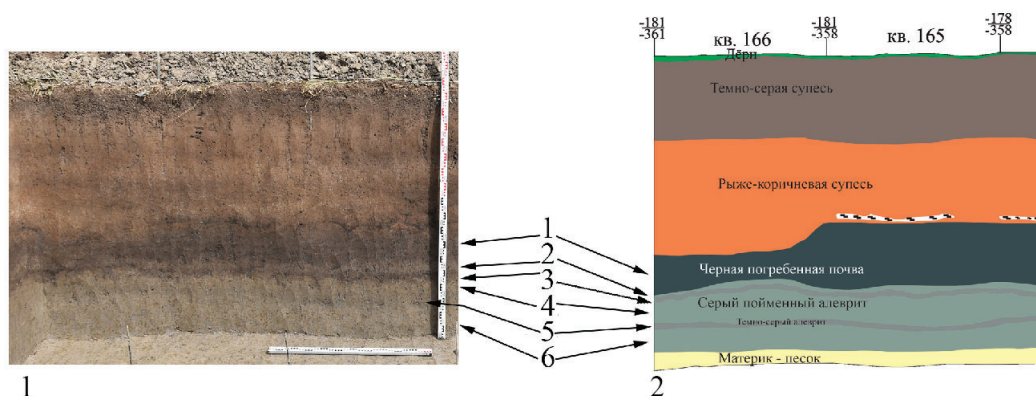 -181
-361
кв. 166
-181
-358
кв. 165
-178
-358
Дёрн
Темно-серая супесь
Рыже-коричневая супесь
Черная погребенная почва
Серый пойменный алеврит
Темно-серый алеврит
Материк - песок
1
2
3
4
5
6
1
2